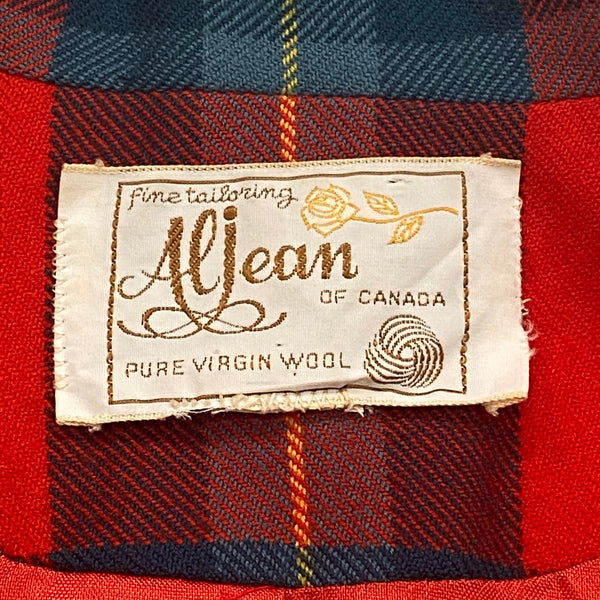 fine tailoring
Aljean
OF CANADA
PURE VIRGIN WOOL